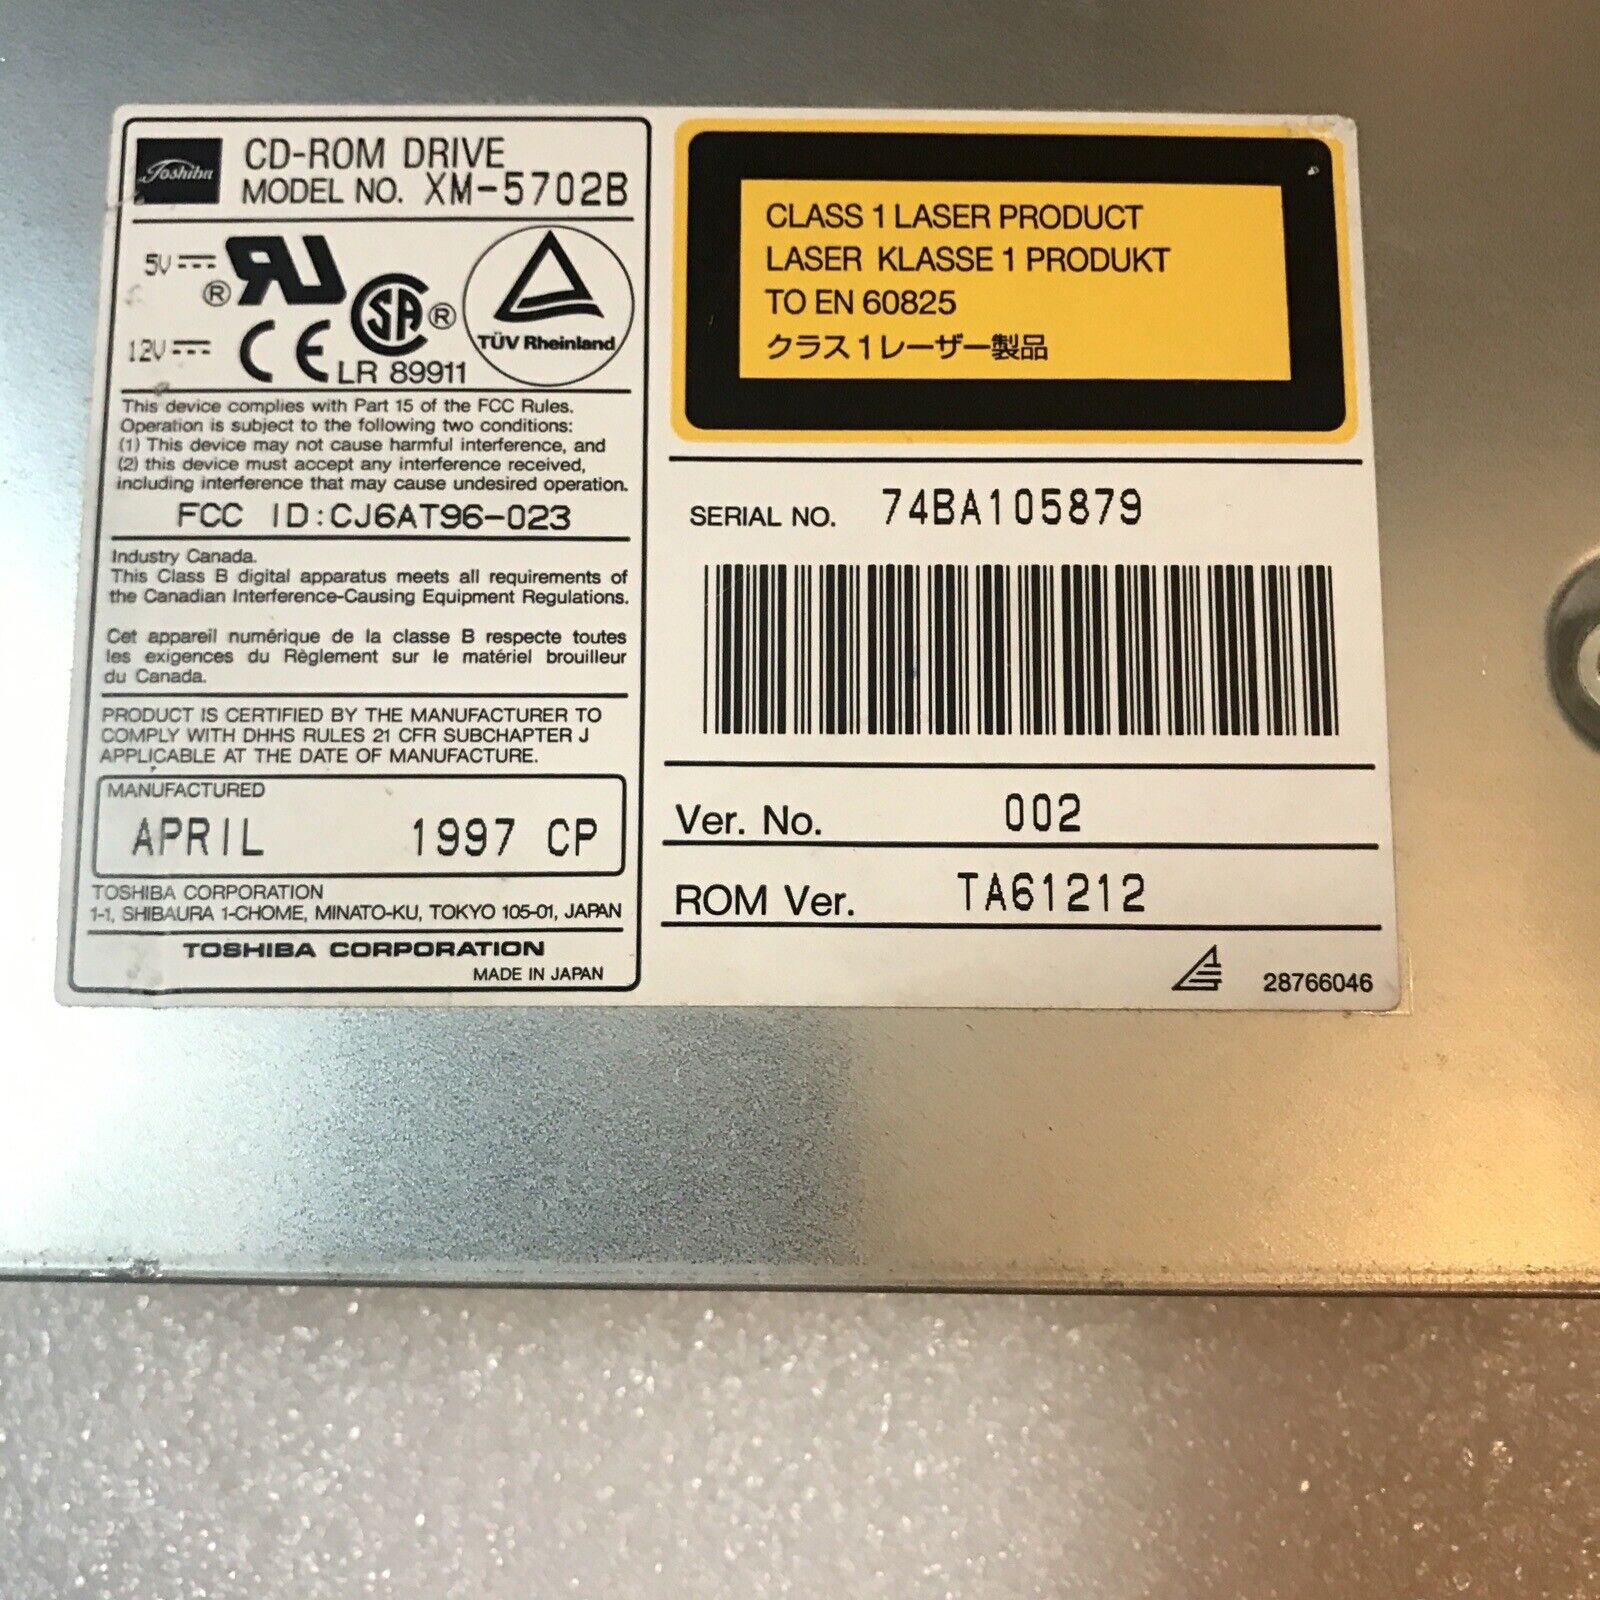 Toshiba
CD-ROM DRIVE
MODEL NO. XM-5702B
5V
12V
®
CE
SA ®
LR 89911
TÜV Rheinland
This device complies with Part 15 of the FCC Rules.
Operation is subject to the following two conditions:
(1) This device may not cause harmful interference, and
(2) this device must accept any interference received,
including interference that may cause undesired operation.
FCC ID:CJ6AT96-023
Industry Canada.
This Class B digital apparatus meets all requirements of
the Canadian Interference-Causing Equipment Regulations.
Cet appareil numérique de la classe B respecte toutes
les exigences du Règlement sur le matériel brouilleur
du Canada.
PRODUCT IS CERTIFIED BY THE MANUFACTURER TO
COMPLY WITH DHHS RULES 21 CFR SUBCHAPTER J
APPLICABLE AT THE DATE OF MANUFACTURE.
MANUFACTURED
APRIL 1997 CP
TOSHIBA CORPORATION
1-1, SHIBAURA 1-CHOME, MINATO-KU, TOKYO 105-01, JAPAN
TOSHIBA CORPORATION
MADE IN JAPAN
CLASS 1 LASER PRODUCT
LASER KLASSE 1 PRODUKT
TO EN 60825
クラス1レーザー製品
SERIAL NO. 74BA105879
Ver. No. 002
ROM Ver. TA61212
28766046